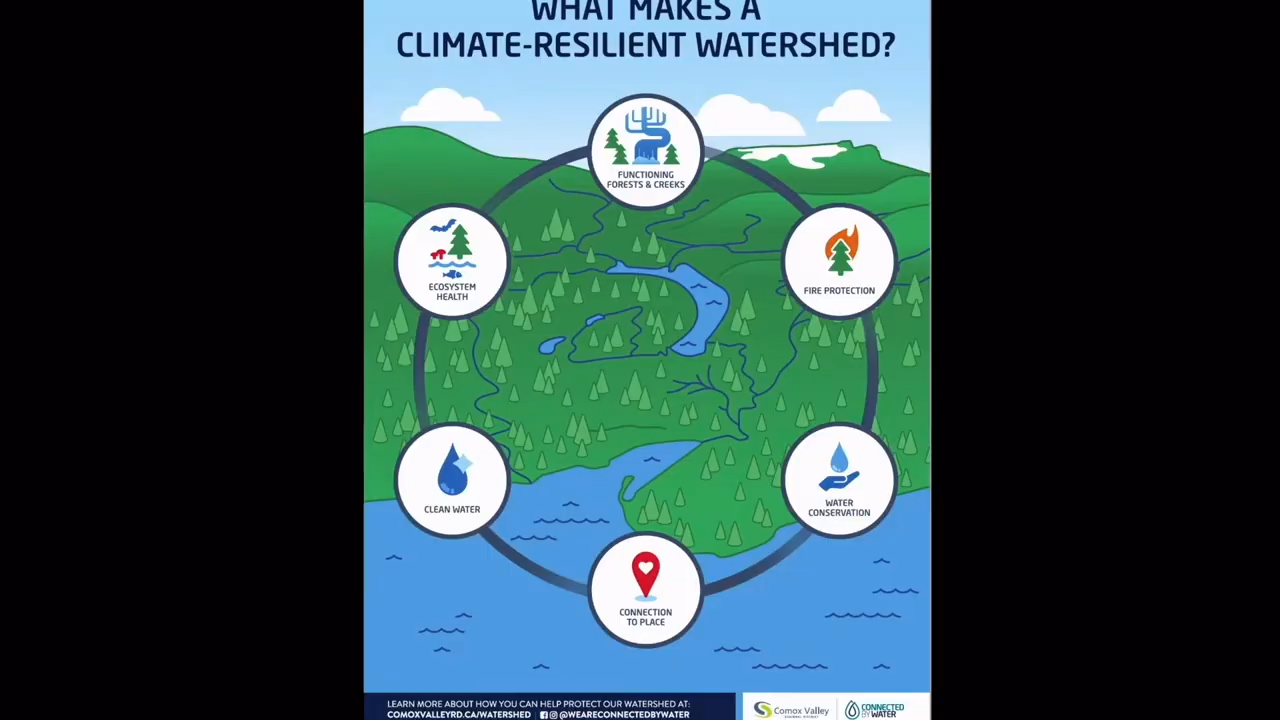 WHAT MAKES A
CLIMATE-RESILIENT WATERSHED?
FUNCTIONING
FORESTS & CREEKS
ECOSYSTEM
HEALTH
FIRE PROTECTION
CLEAN WATER
WATER
CONSERVATION
CONNECTION
TO PLACE
LEARN MORE ABOUT HOW YOU CAN HELP PROTECT OUR WATERSHED AT:
COMOXVALLEYRD.CA/WATERSHED | @WEARECONNECTEDBYWATER
Comox Valley
REGIONAL DISTRICT
CONNECTED
BY WATER